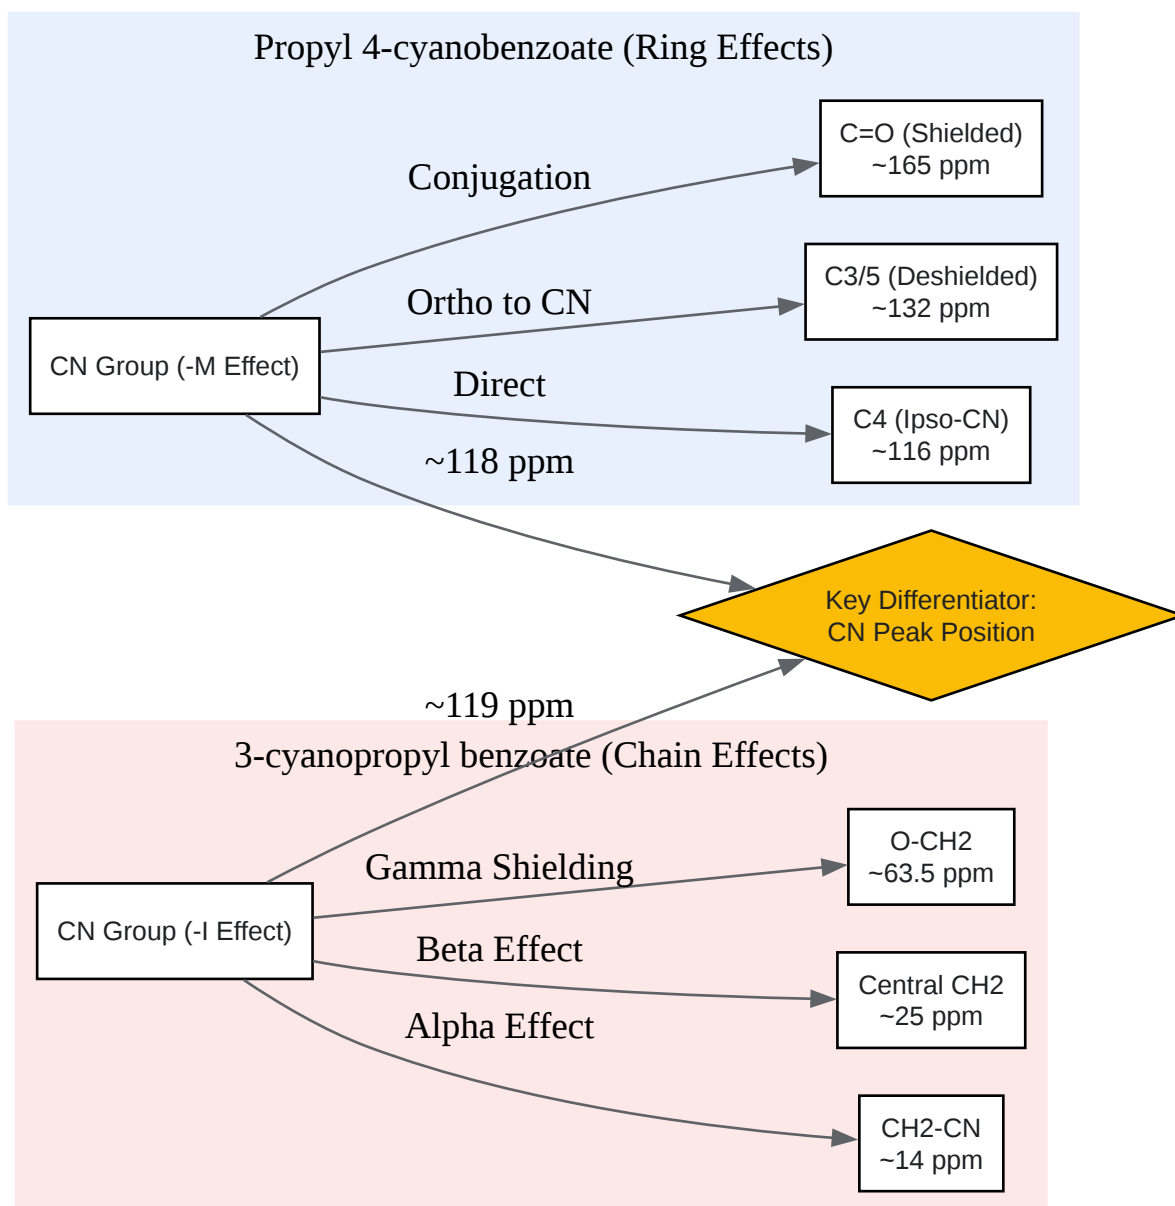 Propyl 4-cyanobenzoate (Ring Effects)
C=O (Shielded)
~165 ppm
Conjugation
C3/5 (Deshielded)
~132 ppm
Ortho to CN
CN Group (-M Effect)
Direct
C4 (Ipso-CN)
~116 ppm
~118 ppm
Key Differentiator:
CN Peak Position
~119 ppm
3-cyanopropyl benzoate (Chain Effects)
O-CH2
~63.5 ppm
Gamma Shielding
CN Group (-I Effect)
Beta Effect
Central CH2
~25 ppm
Alpha Effect
CH2-CN
~14 ppm